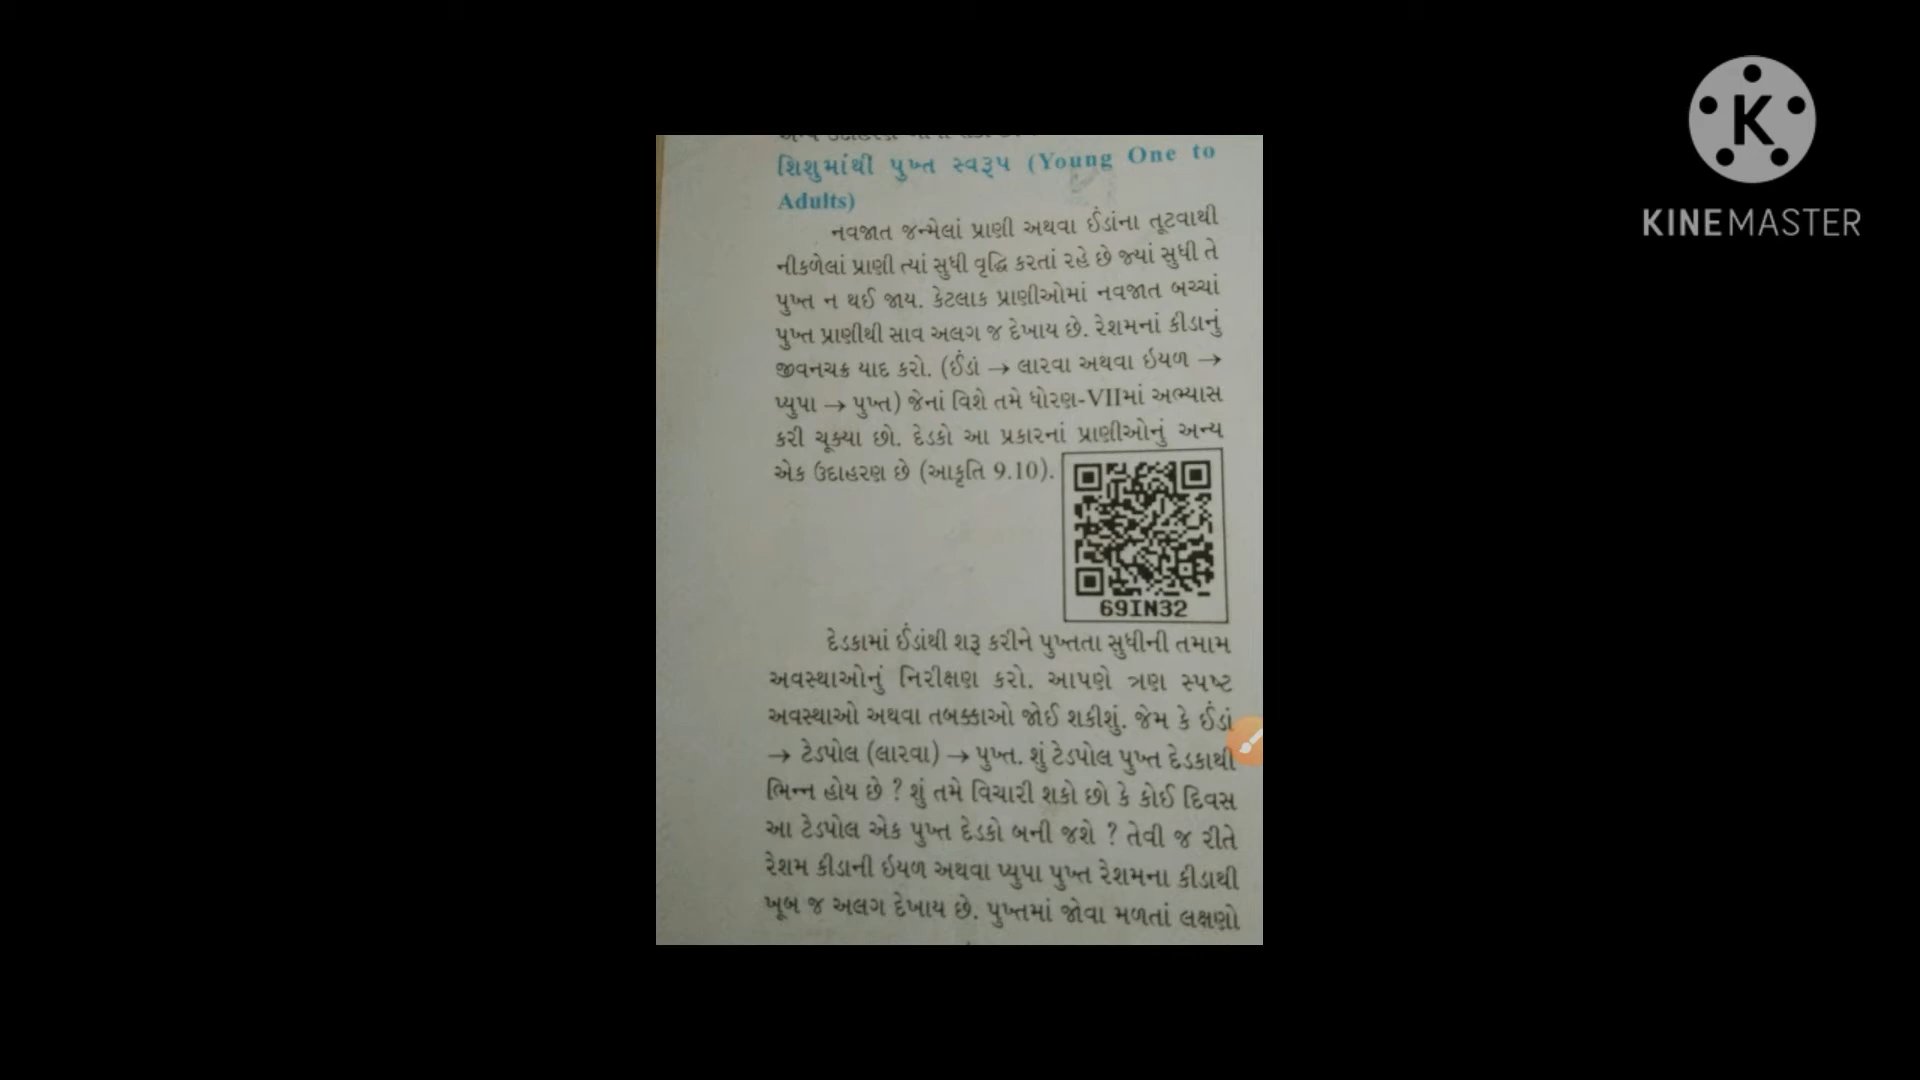 શિશુમાંથી પુખ્ત સ્વરૂપ (Young One to
Adults)
નવજાત જન્મેલાં પ્રાણી અથવા ઈંડાંના તૂટવાથી
નીકળેલાં પ્રાણી ત્યાં સુધી વૃદ્ધિ કરતાં રહે છે જ્યાં સુધી તે
પુખ્ત ન થઈ જાય. કેટલાક પ્રાણીઓમાં નવજાત બચ્ચાં
પુખ્ત પ્રાણીથી સાવ અલગ જ દેખાય છે. રેશમનાં કીડાનું
જીવનચક્ર યાદ કરો. (ઈંડાં → લારવા અથવા ઇયળ →
પ્યુપા → પુખ્ત) જેનાં વિશે તમે ધોરણ-VIIમાં અભ્યાસ
કરી ચૂક્યા છો. દેડકો આ પ્રકારનાં પ્રાણીઓનું અન્ય
એક ઉદાહરણ છે (આકૃતિ 9.10).
69IN32
દેડકામાં ઈંડાંથી શરૂ કરીને પુખ્તતા સુધીની તમામ
અવસ્થાઓનું નિરીક્ષણ કરો. આપણે ત્રણ સ્પષ્ટ
અવસ્થાઓ અથવા તબક્કાઓ જોઈ શકીશું. જેમ કે ઈંડાં
→ ટેડપોલ (લારવા) → પુખ્ત. શું ટેડપોલ પુખ્ત દેડકાથી
ભિન્ન હોય છે ? શું તમે વિચારી શકો છો કે કોઈ દિવસ
આ ટેડપોલ એક પુખ્ત દેડકો બની જશે ? તેવી જ રીતે
રેશમ કીડાની ઇયળ અથવા પ્યુપા પુખ્ત રેશમના કીડાથી
ખૂબ જ અલગ દેખાય છે. પુખ્તમાં જોવા મળતાં લક્ષણો
K
KINEMASTER